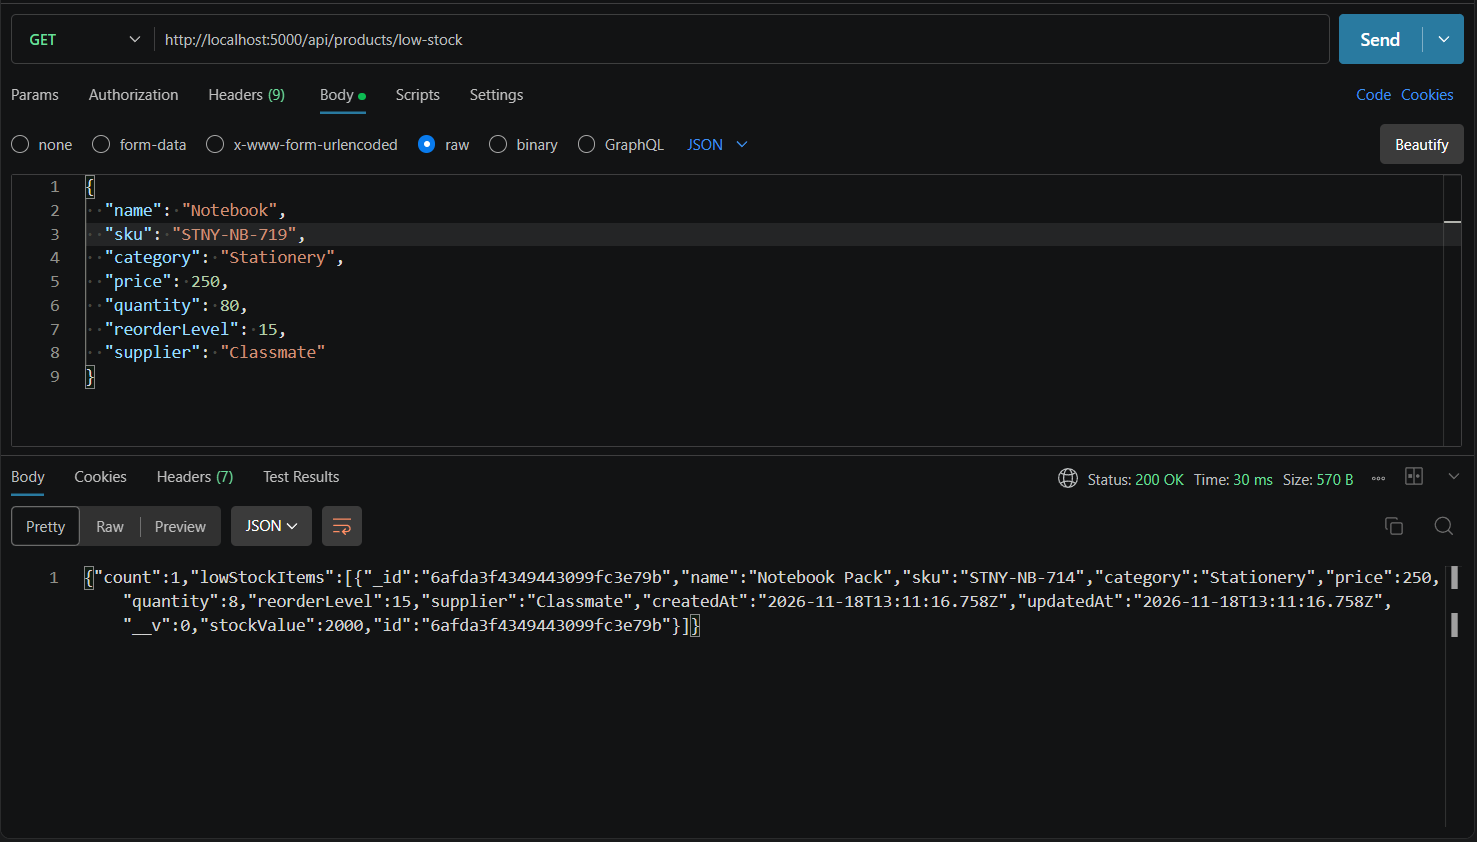 GET http://localhost:5000/api/products/low-stock Send
Params Authorization Headers (9) Body Scripts Settings Code Cookies
none form-data x-www-form-urlencoded raw binary GraphQL JSON Beautify
1 {
2 "name": "Notebook",
3 "sku": "STNY-NB-719",
4 "category": "Stationery",
5 "price": 250,
6 "quantity": 80,
7 "reorderLevel": 15,
8 "supplier": "Classmate"
9 }
Body Cookies Headers (7) Test Results Status: 200 OK Time: 30 ms Size: 570 B
Pretty Raw Preview JSON
1 {"count":1,"lowStockItems":[{"_id":"6afda3f4349443099fc3e79b","name":"Notebook Pack","sku":"STNY-NB-714","category":"Stationery","price":250,
"quantity":8,"reorderLevel":15,"supplier":"Classmate","createdAt":"2026-11-18T13:11:16.758Z","updatedAt":"2026-11-18T13:11:16.758Z",
"__v":0,"stockValue":2000,"id":"6afda3f4349443099fc3e79b"}]}